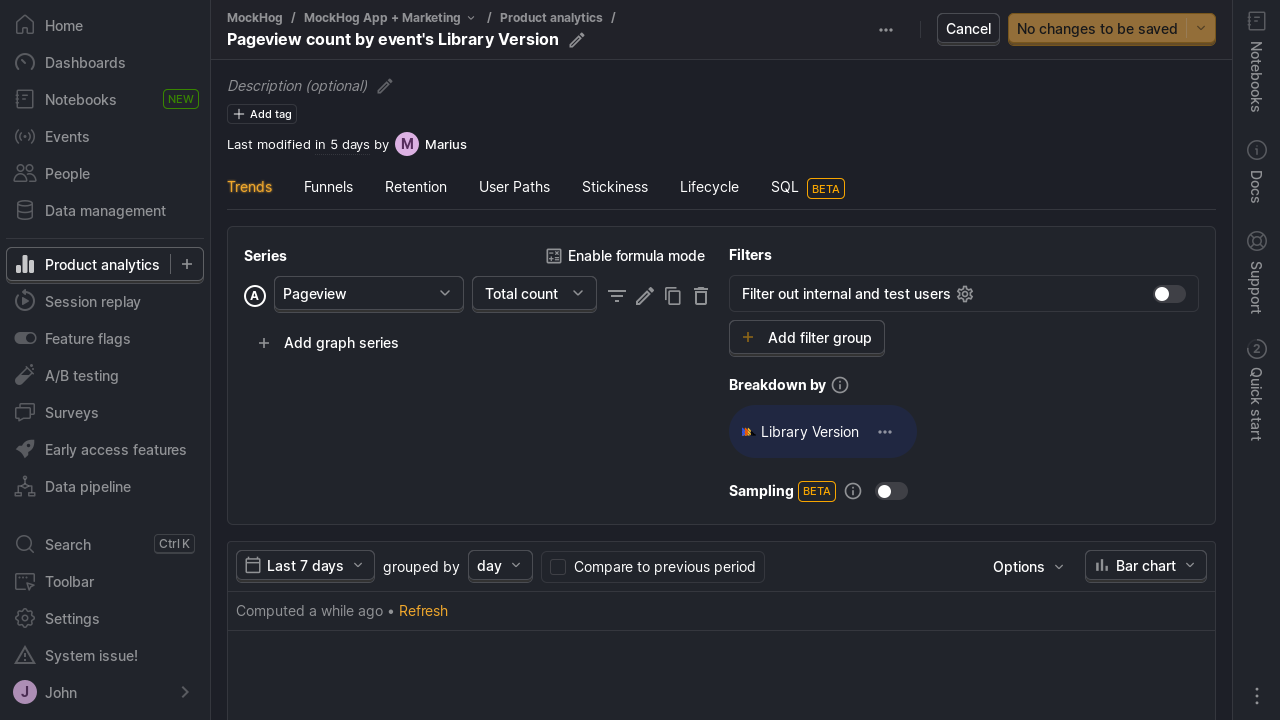 Home
Dashboards
Notebooks NEW
Events
People
Data management
Product analytics
Session replay
Feature flags
A/B testing
Surveys
Early access features
Data pipeline
Search Ctrl K
Toolbar
Settings
System issue!
J John
MockHog / MockHog App + Marketing / Product analytics /
Pageview count by event's Library Version
Cancel
No changes to be saved
Description (optional)
Add tag
Last modified in 5 days by M Marius
Trends Funnels Retention User Paths Stickiness Lifecycle SQL BETA
Series
Enable formula mode
A Pageview Total count
Add graph series
Filters
Filter out internal and test users
Add filter group
Breakdown by
Library Version
Sampling BETA
Last 7 days grouped by day Compare to previous period Options Bar chart
Computed a while ago • Refresh
Notebooks
Docs
Support
2 Quick start